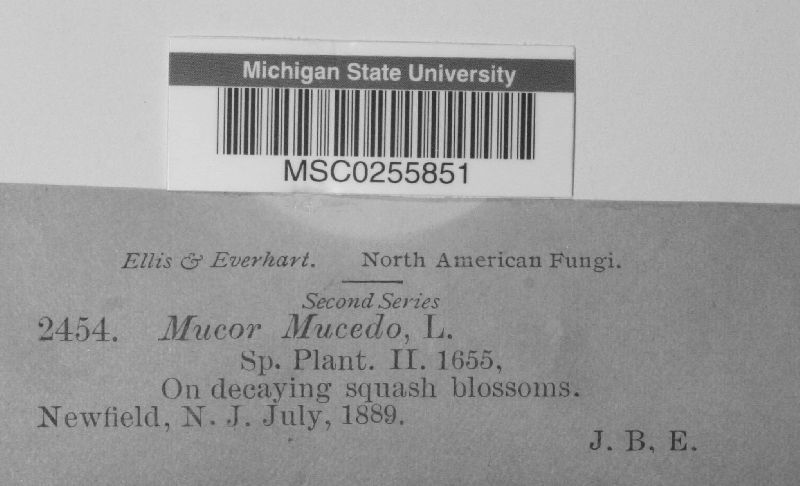 Michigan State University
MSC0255851
Ellis & Everhart. North American Fungi.
Second Series
2454. Mucor Mucedo, L.
Sp. Plant. II. 1655,
On decaying squash blossoms.
Newfield, N. J. July, 1889.
J. B. E.